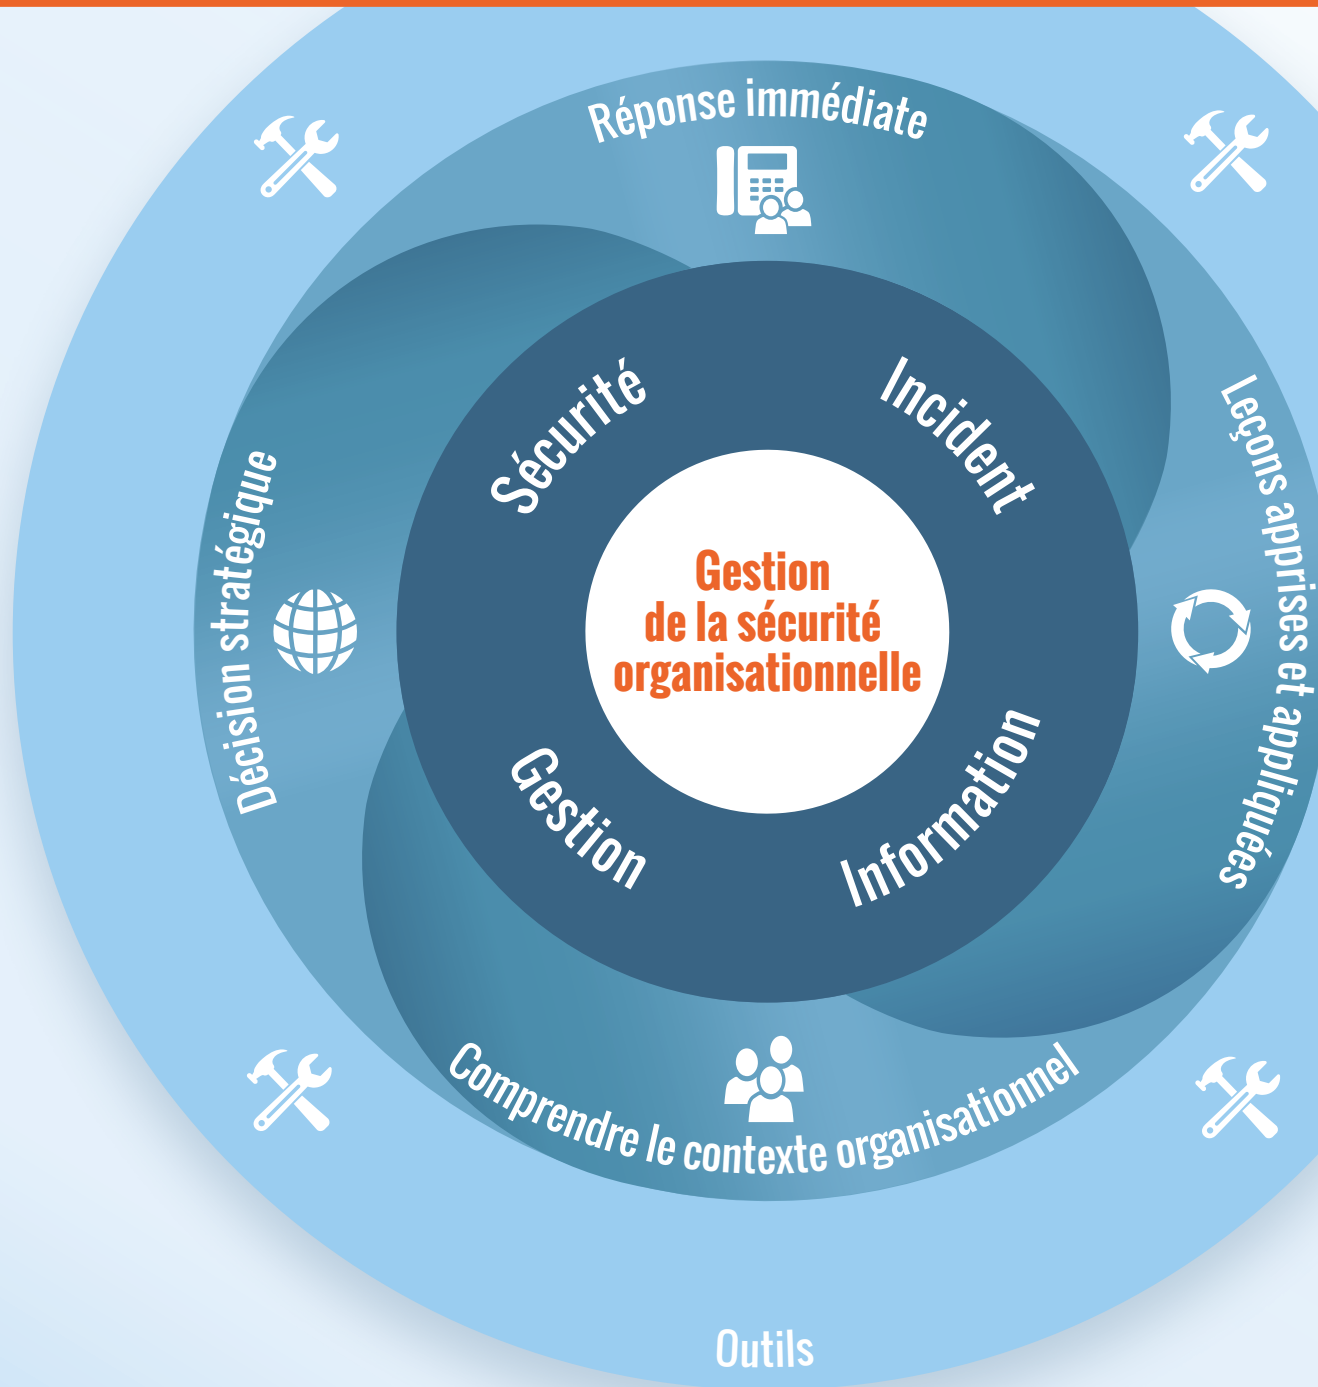 Réponse immédiate
Leçons apprises et appliquées
Comprendre le contexte organisationnel
Décision stratégique
Sécurité
Incident
Information
Gestion
Gestion
de la sécurité
organisationnelle
Outils